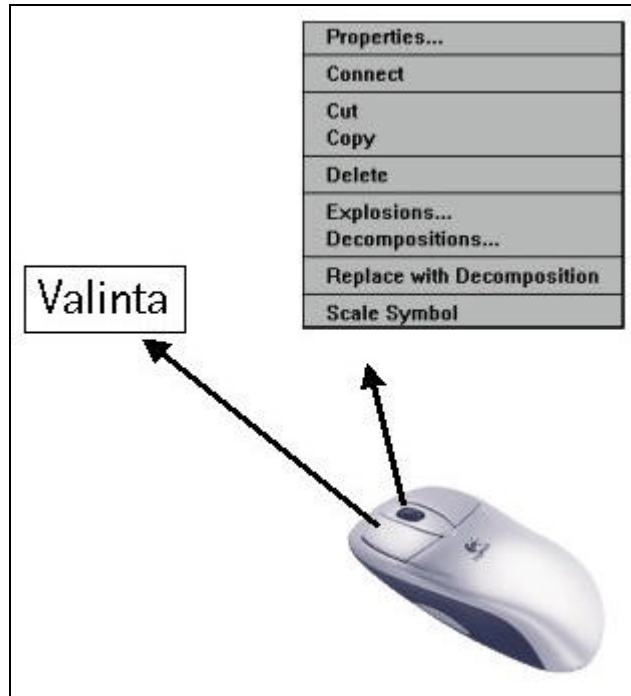 Properties...
Connect
Cut
Copy
Delete
Explosions...
Decompositions...
Replace with Decomposition
Scale Symbol
Valinta